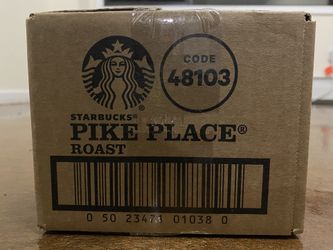 CODE
48103
STARBUCKS®
PIKE PLACE®
ROAST
0 50 23473 01038 0